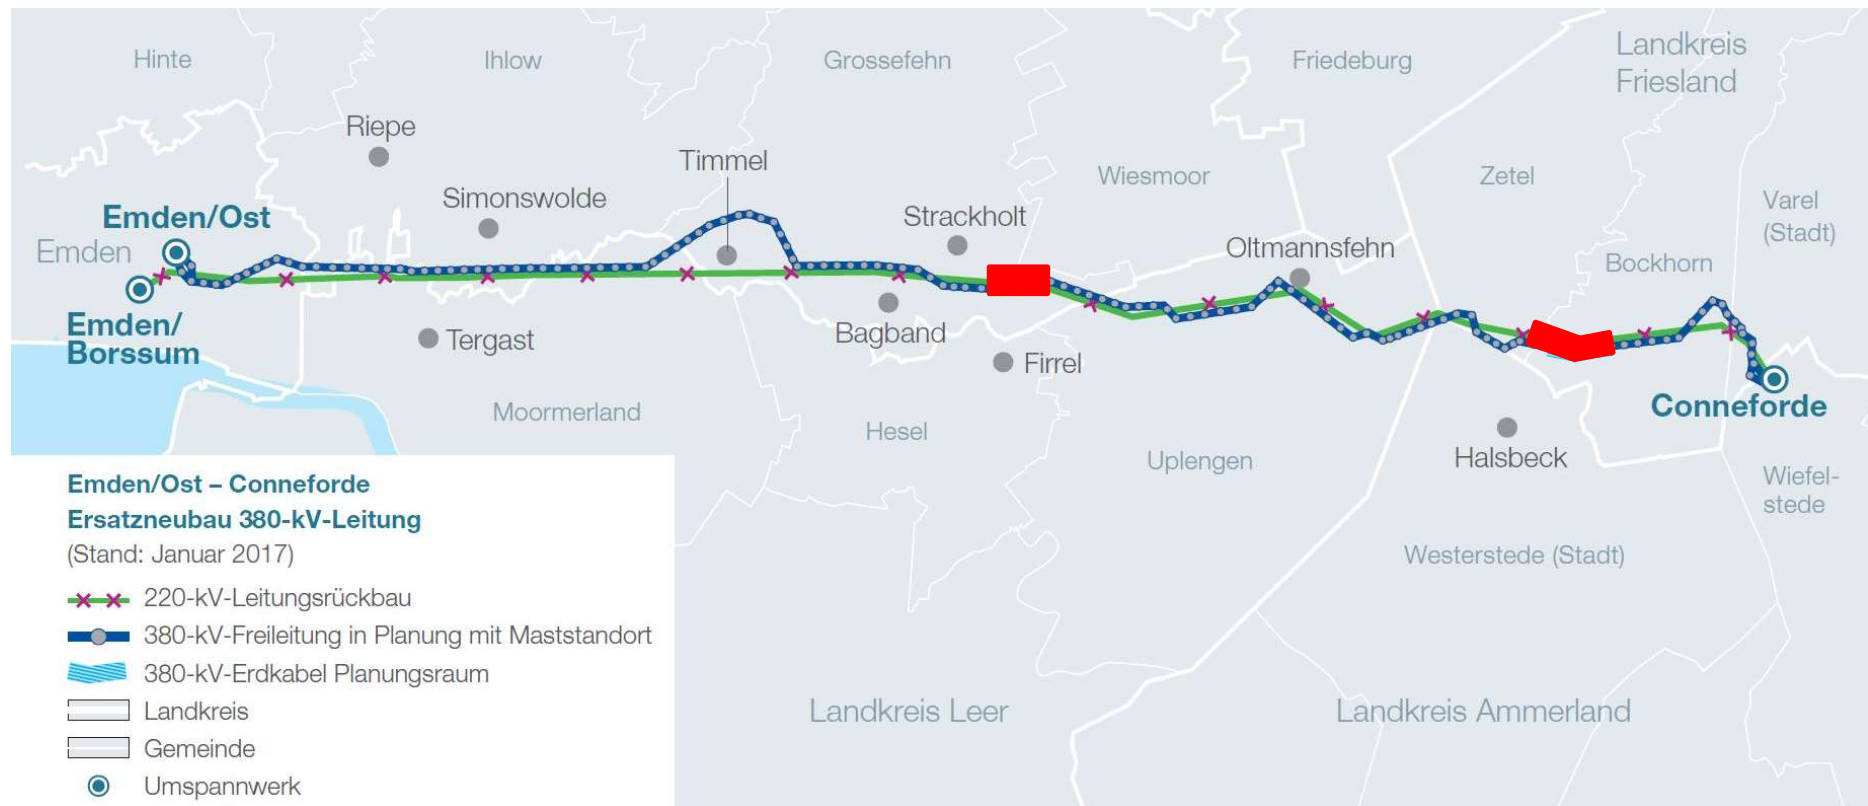 Hinte
Ihlow
Grossefehn
Friedeburg
Landkreis
Friesland
Riepe
Timmel
Wiesmoor
Zetel
Varel
(Stadt)
Simonswolde
Strackholt
Emden/Ost
Emden
Oltmannsfehn
Bockhorn
Emden/
Borssum
Tergast
Bagband
Firrel
Conneforde
Moormerland
Hesel
Uplengen
Halsbeck
Wiefel-
stede
Westerstede (Stadt)
Landkreis Leer
Landkreis Ammerland
Emden/Ost – Conneforde
Ersatzneubau 380-kV-Leitung
(Stand: Januar 2017)
220-kV-Leitungsrückbau
380-kV-Freileitung in Planung mit Maststandort
380-kV-Erdkabel Planungsraum
Landkreis
Gemeinde
Umspannwerk